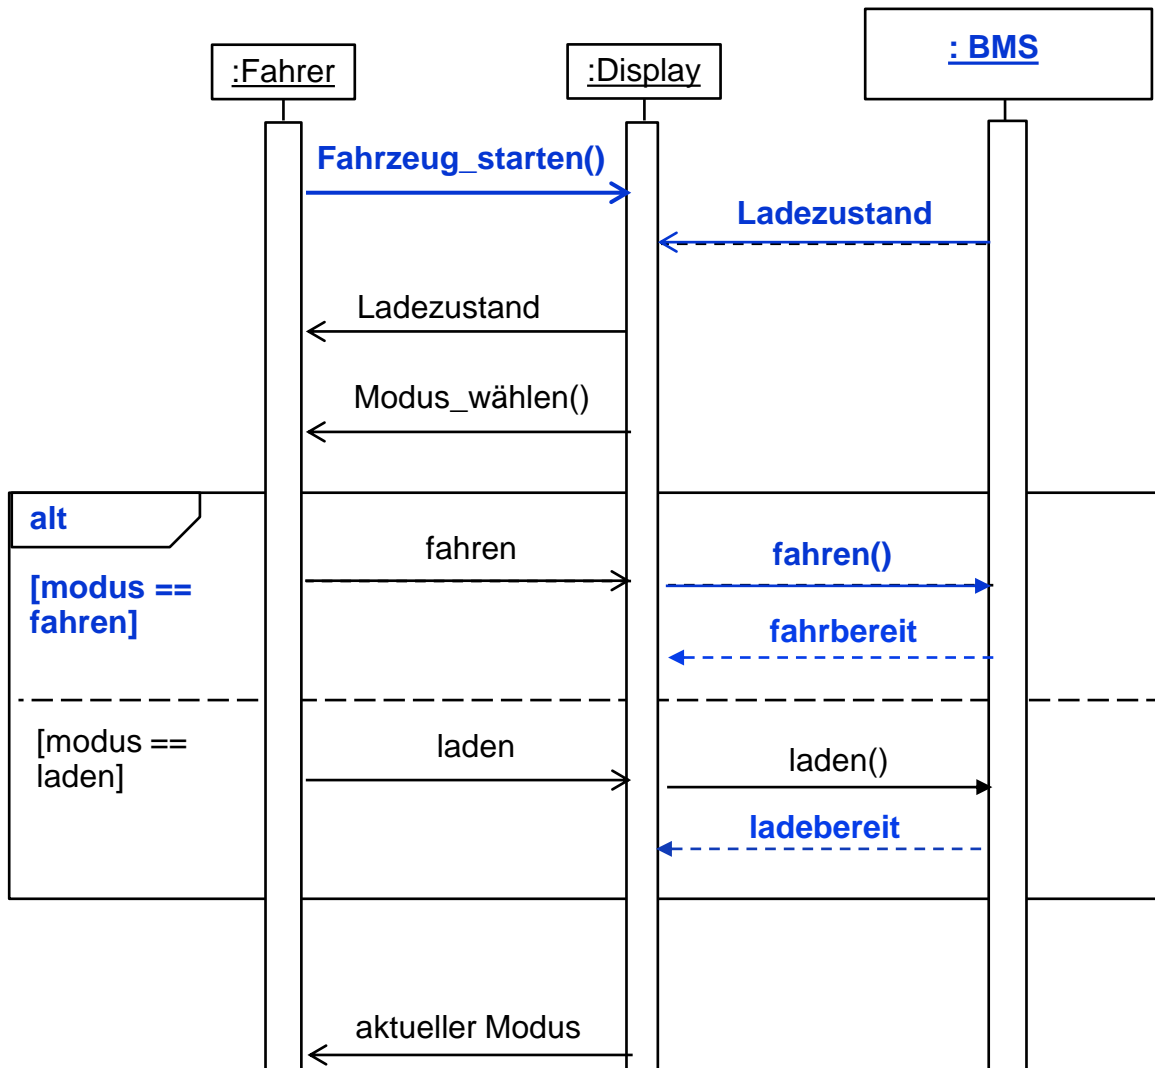 :Fahrer
:Display
: BMS
Fahrzeug_starten()
Ladezustand
Ladezustand
Modus_wählen()
alt
fahren
fahren()
[modus ==
fahren]
fahrbereit
[modus ==
laden]
laden
laden()
ladebereit
aktueller Modus